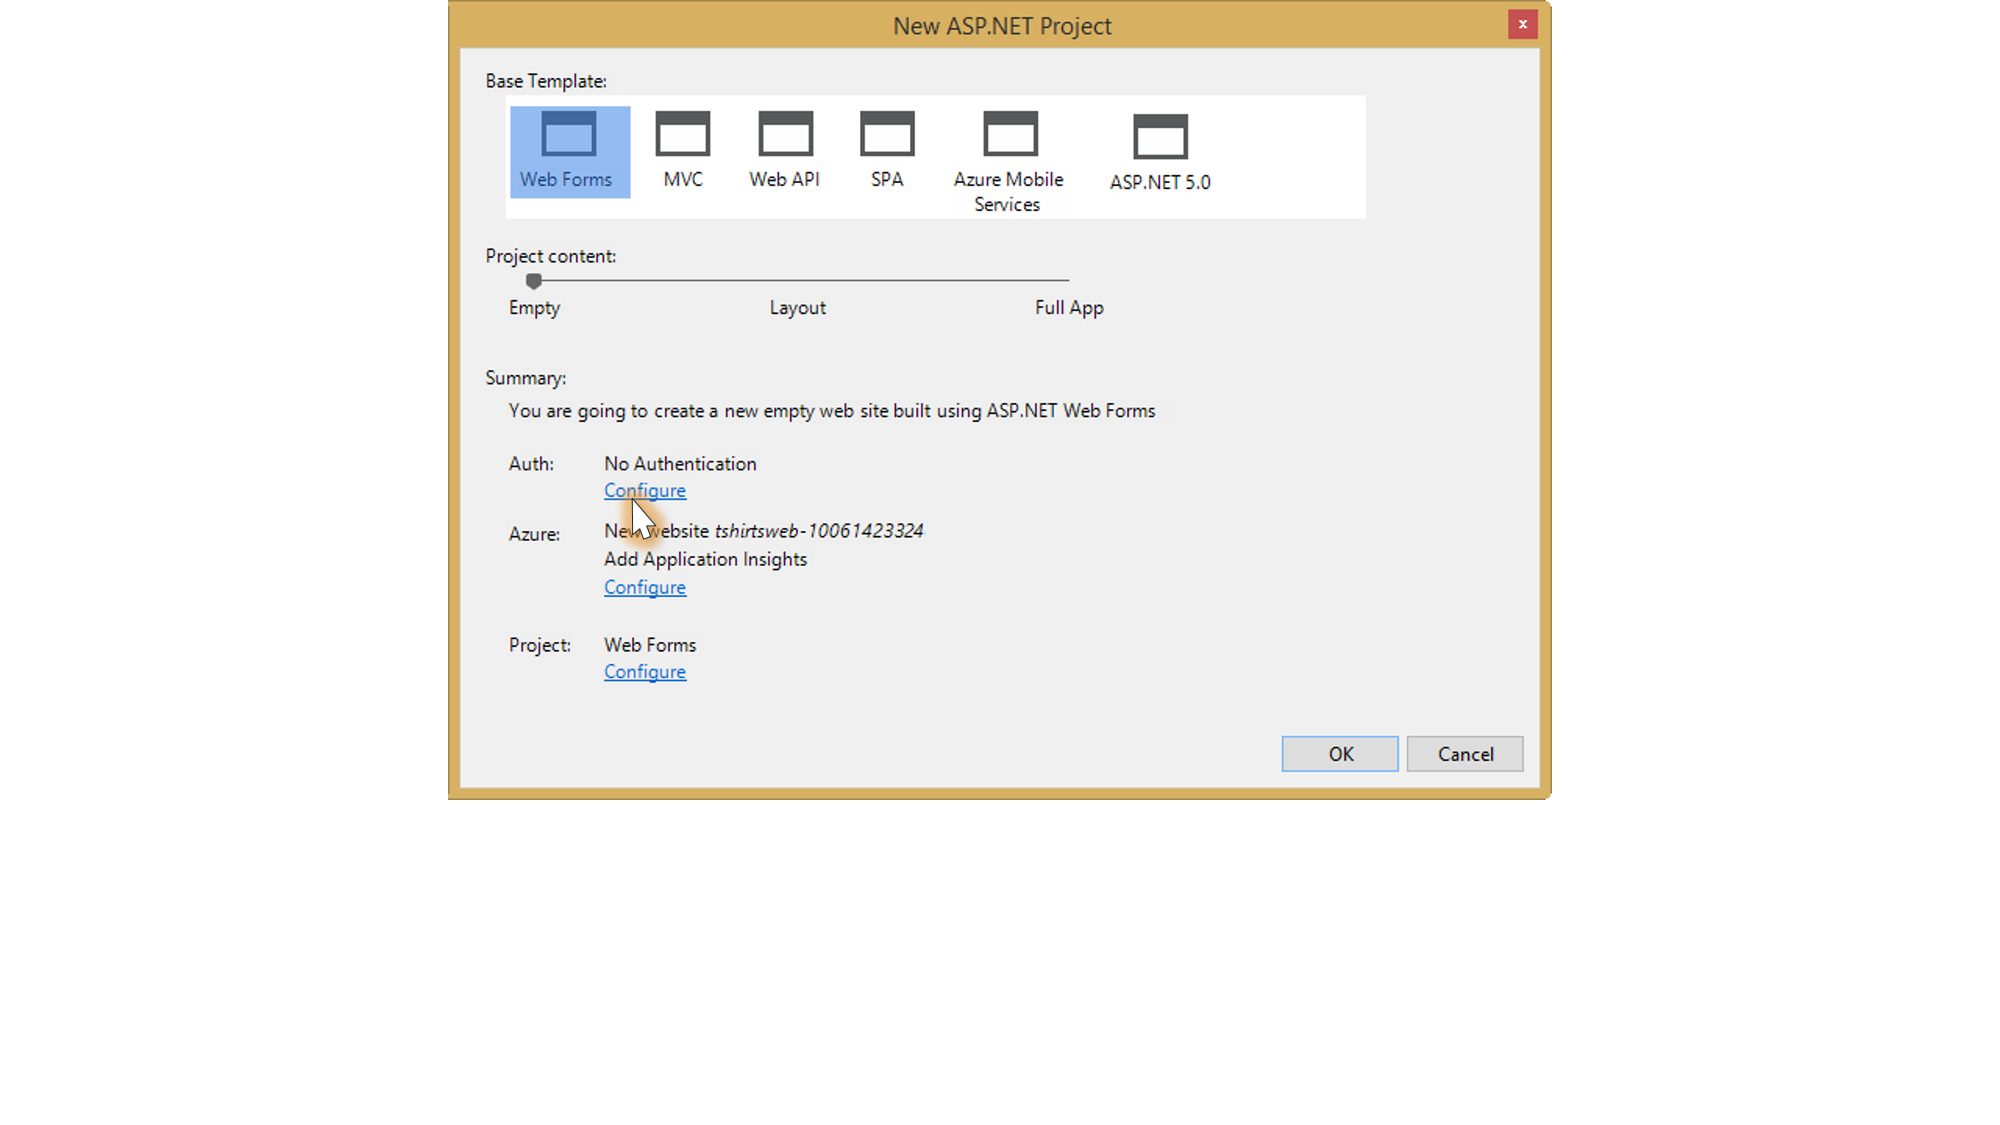 New ASP.NET Project
x
Base Template:
Web Forms
MVC
Web API
SPA
Azure Mobile
Services
ASP.NET 5.0
Project content:
Empty
Layout
Full App
Summary:
You are going to create a new empty web site built using ASP.NET Web Forms
Auth:
No Authentication
Configure
Azure:
New website tshirtsweb-10061423324
Add Application Insights
Configure
Project:
Web Forms
Configure
OK
Cancel